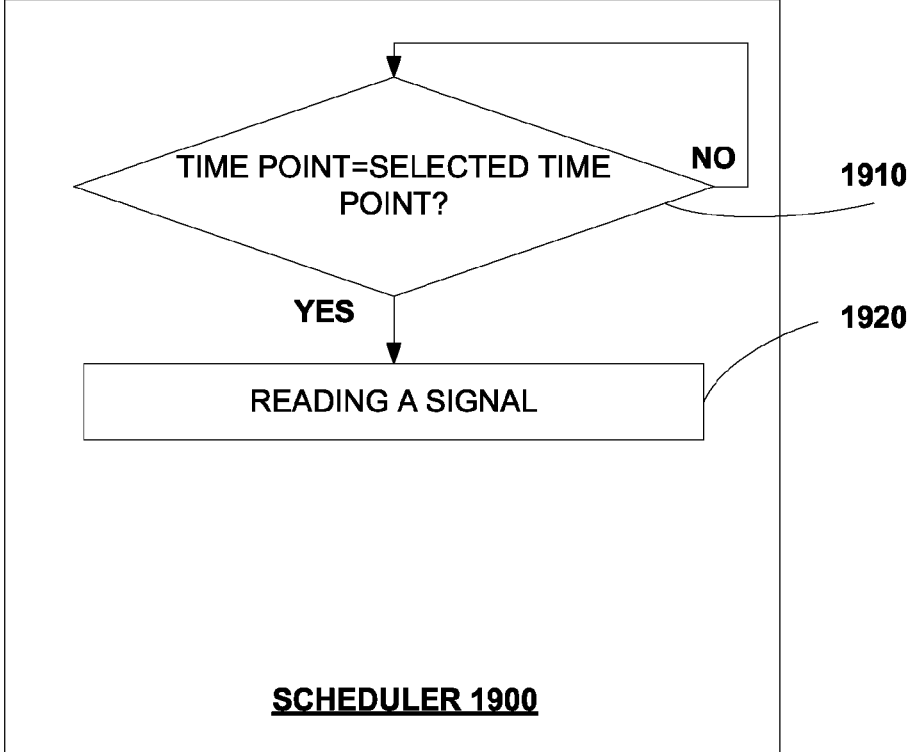 TIME POINT=SELECTED TIME
POINT?
NO
1910
YES
1920
READING A SIGNAL
SCHEDULER 1900